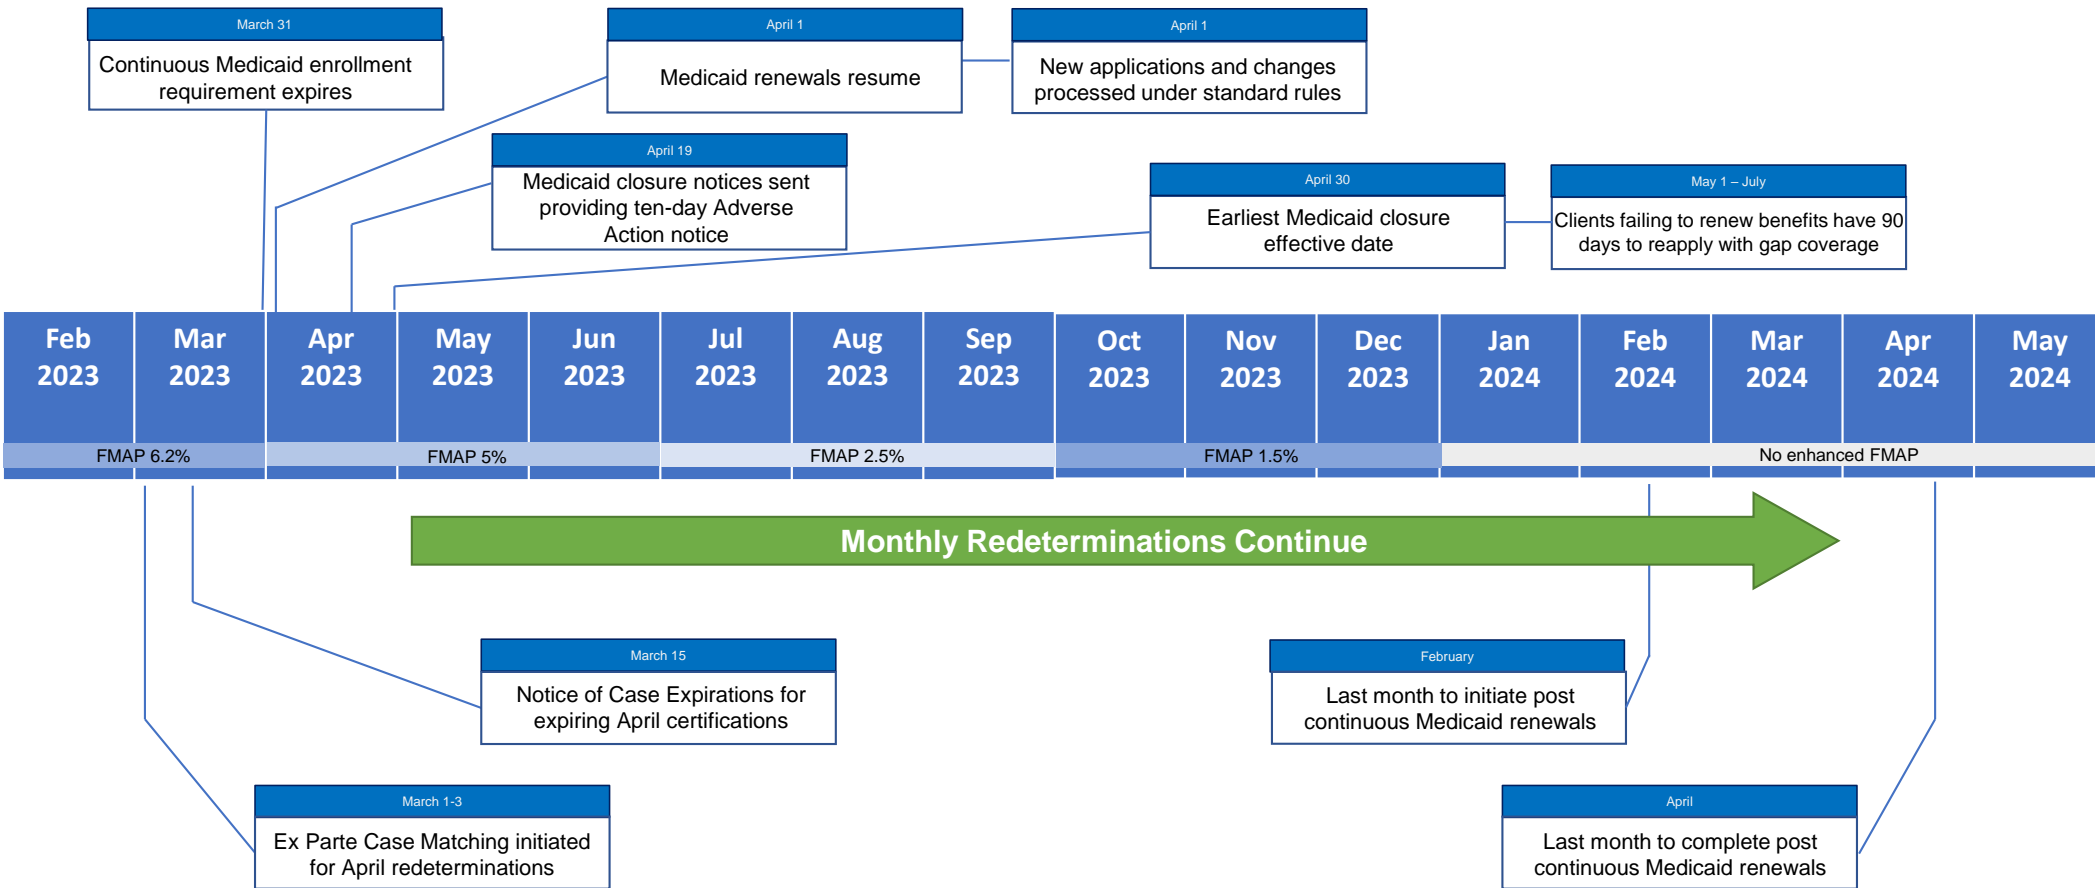 March 31
Continuous Medicaid enrollment
requirement expires
April 1
Medicaid renewals resume
April 1
New applications and changes
processed under standard rules
April 19
Medicaid closure notices sent
providing ten-day Adverse
Action notice
April 30
Earliest Medicaid closure
effective date
May 1 – July
Clients failing to renew benefits have 90
days to reapply with gap coverage
Feb
2023
Mar
2023
Apr
2023
May
2023
Jun
2023
Jul
2023
Aug
2023
Sep
2023
Oct
2023
Nov
2023
Dec
2023
Jan
2024
Feb
2024
Mar
2024
Apr
2024
May
2024
FMAP 6.2%
FMAP 5%
FMAP 2.5%
FMAP 1.5%
No enhanced FMAP
Monthly Redeterminations Continue
March 15
Notice of Case Expirations for
expiring April certifications
February
Last month to initiate post
continuous Medicaid renewals
March 1-3
Ex Parte Case Matching initiated
for April redeterminations
April
Last month to complete post
continuous Medicaid renewals